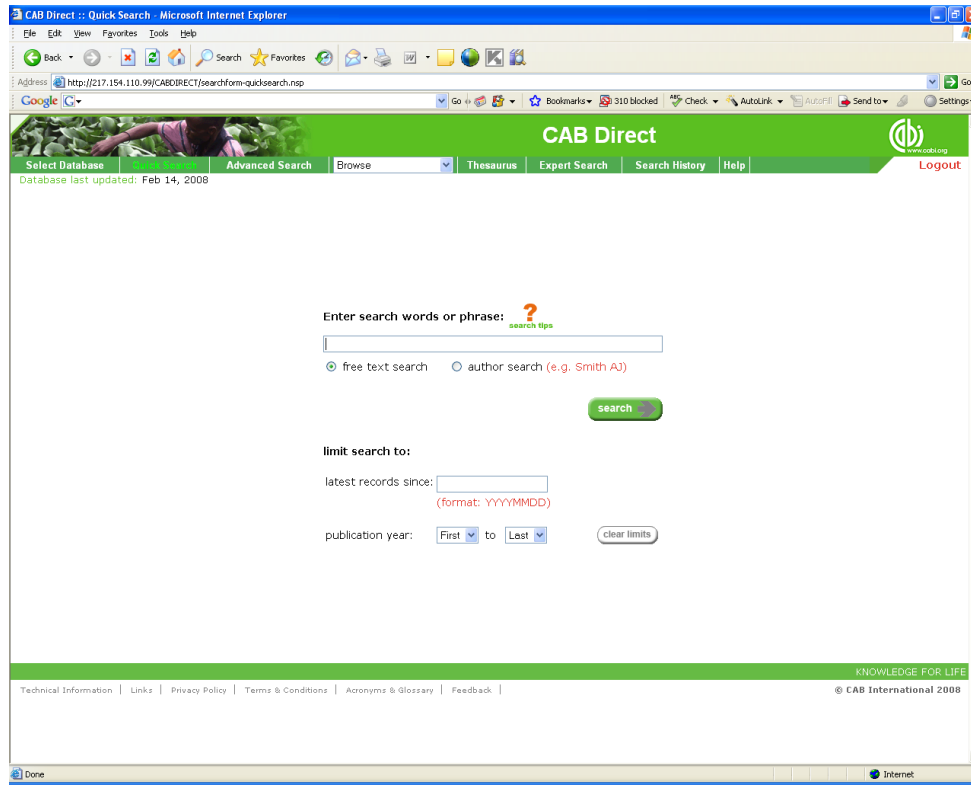 CAB Direct :: Quick Search - Microsoft Internet Explorer
File Edit View Favorites Tools Help
Back Search Favorites
Address http://217.154.110.99/CABDIRECT/searchform-quicksearch.nsp Go
Google G Go Bookmarks 310 blocked ABC Check AutoLink AutoFill Send to Settings
CAB Direct
www.cabi.org
Select Database Quick Search Advanced Search Browse Thesaurus Expert Search Search History Help Logout
Database last updated: Feb 14, 2008
Enter search words or phrase: ?
search tips
free text search author search (e.g. Smith AJ)
search
limit search to:
latest records since:
(format: YYYYMMDD)
publication year: First to Last clear limits
KNOWLEDGE FOR LIFE
Technical Information | Links | Privacy Policy | Terms & Conditions | Acronyms & Glossary | Feedback | © CAB International 2008
Done Internet